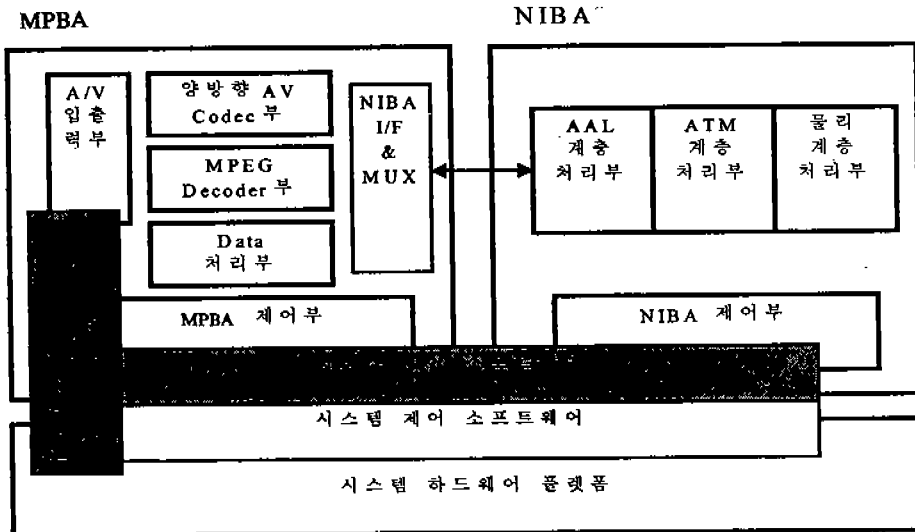 MPBA
NIBA
A/V
입출
력부
양방향 AV
Codec 부
MPEG
Decoder 부
Data
처리부
NIBA
I/F
&
MUX
AAL
계층
처리부
ATM
계층
처리부
물리
계층
처리부
MPBA 제어부
NIBA 제어부
시스템 제어 소프트웨어
시스템 하드웨어 플랫폼